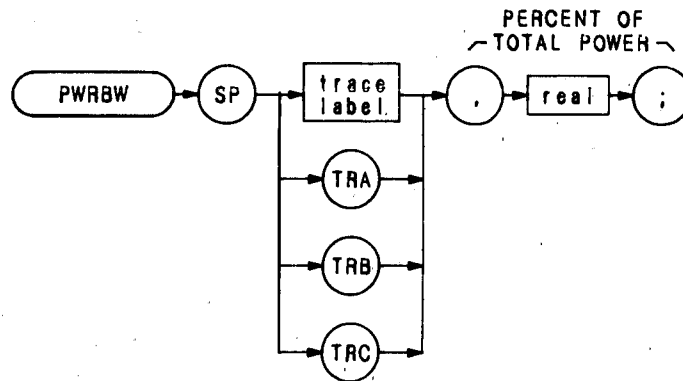 PERCENT OF
TOTAL POWER
PWRBW
SP
trace
label
,
real
;
TRA
TRB
TRC